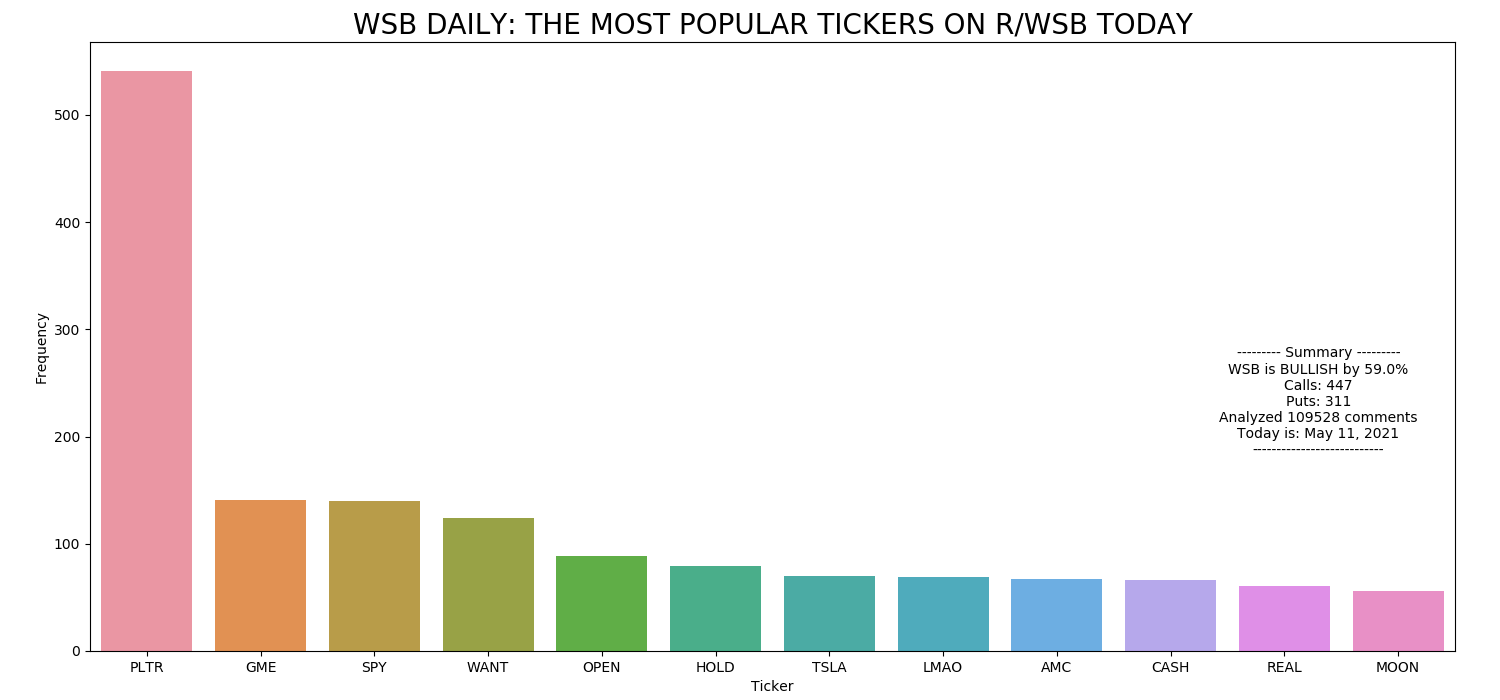 WSB DAILY: THE MOST POPULAR TICKERS ON R/WSB TODAY
500
400
300
200
100
0
Frequency
--------- Summary ---------
WSB is BULLISH by 59.0%
Calls: 447
Puts: 311
Analyzed 109528 comments
Today is: May 11, 2021
---------------------------
PLTR GME SPY WANT OPEN HOLD TSLA LMAO AMC CASH REAL MOON
Ticker